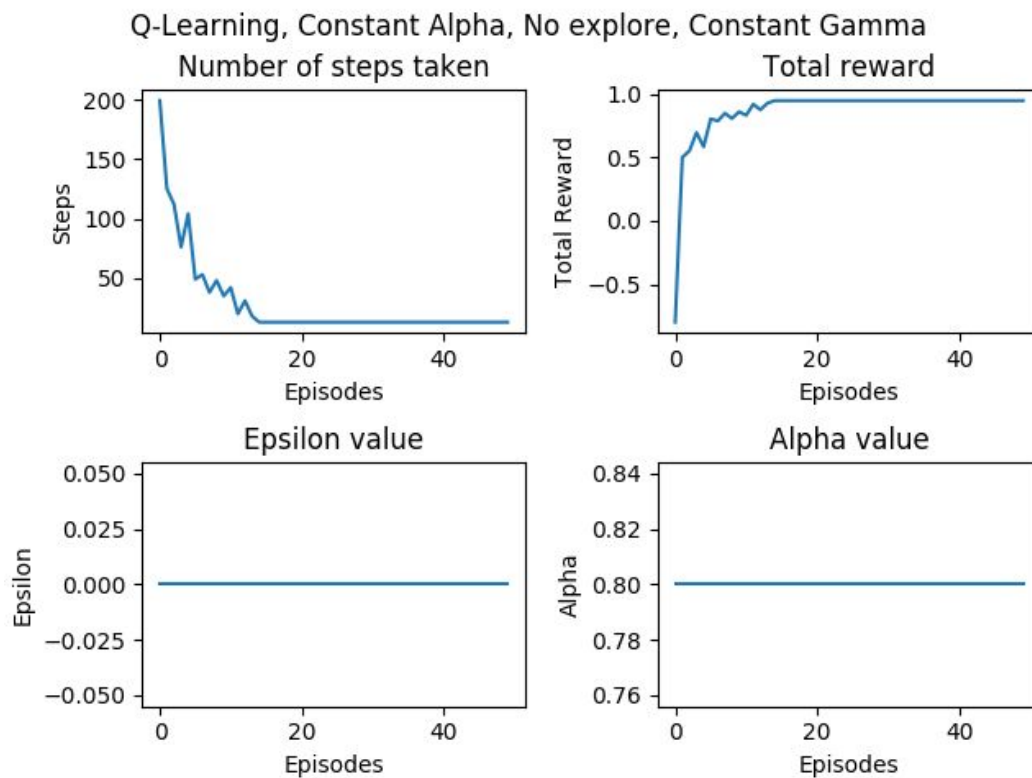 Q-Learning, Constant Alpha, No explore, Constant Gamma
Number of steps taken
200
150
100
50
Steps
0 20 40
Episodes
Total reward
1.0
0.5
0.0
−0.5
Total Reward
0 20 40
Episodes
Epsilon value
0.050
0.025
0.000
−0.025
−0.050
Epsilon
0 20 40
Episodes
Alpha value
0.84
0.82
0.80
0.78
0.76
Alpha
0 20 40
Episodes